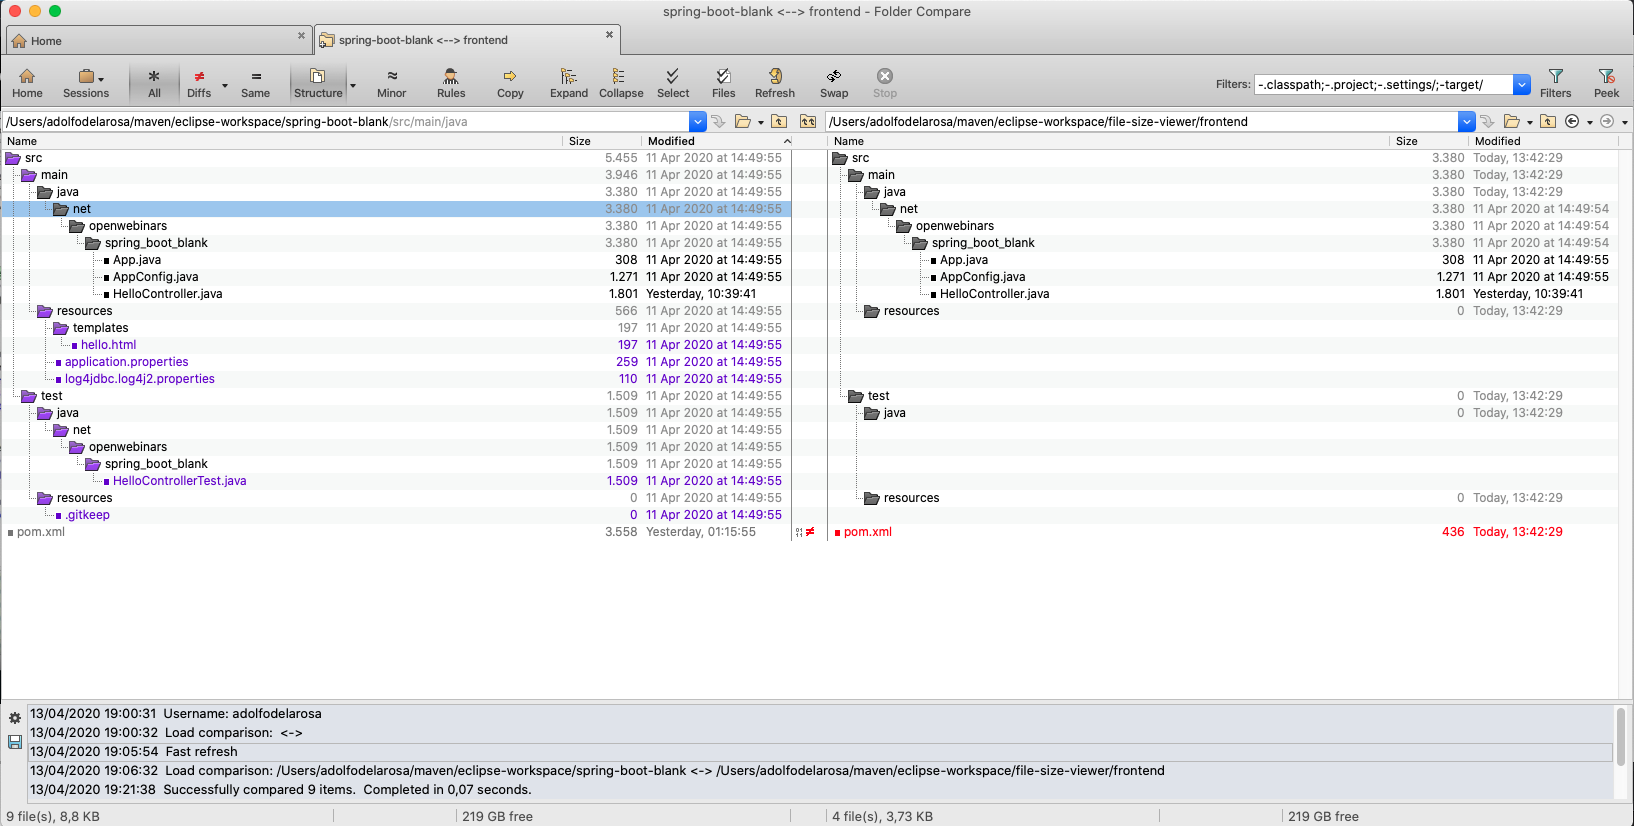 spring-boot-blank <--> frontend - Folder Compare
Home
spring-boot-blank <--> frontend
Home Sessions All Diffs Same Structure Minor Rules Copy Expand Collapse Select Files Refresh Swap Stop Filters: -.classpath;-.project;-.settings/;-target/ Filters Peek
/Users/adolfodelarosa/maven/eclipse-workspace/spring-boot-blank/src/main/java /Users/adolfodelarosa/maven/eclipse-workspace/file-size-viewer/frontend
Name Size Modified Name Size Modified
src 5.455 11 Apr 2020 at 14:49:55 src 3.380 Today, 13:42:29
main 3.946 11 Apr 2020 at 14:49:55 main 3.380 Today, 13:42:29
java 3.380 11 Apr 2020 at 14:49:55 java 3.380 Today, 13:42:29
net 3.380 11 Apr 2020 at 14:49:55 net 3.380 11 Apr 2020 at 14:49:54
openwebinars 3.380 11 Apr 2020 at 14:49:55 openwebinars 3.380 11 Apr 2020 at 14:49:54
spring_boot_blank 3.380 11 Apr 2020 at 14:49:55 spring_boot_blank 3.380 11 Apr 2020 at 14:49:54
App.java 308 11 Apr 2020 at 14:49:55 App.java 308 11 Apr 2020 at 14:49:55
AppConfig.java 1.271 11 Apr 2020 at 14:49:55 AppConfig.java 1.271 11 Apr 2020 at 14:49:55
HelloController.java 1.801 Yesterday, 10:39:41 HelloController.java 1.801 Yesterday, 10:39:41
resources 566 11 Apr 2020 at 14:49:55 resources 0 Today, 13:42:29
templates 197 11 Apr 2020 at 14:49:55
hello.html 197 11 Apr 2020 at 14:49:55
application.properties 259 11 Apr 2020 at 14:49:55
log4jdbc.log4j2.properties 110 11 Apr 2020 at 14:49:55
test 1.509 11 Apr 2020 at 14:49:55 test 0 Today, 13:42:29
java 1.509 11 Apr 2020 at 14:49:55 java 0 Today, 13:42:29
net 1.509 11 Apr 2020 at 14:49:55
openwebinars 1.509 11 Apr 2020 at 14:49:55
spring_boot_blank 1.509 11 Apr 2020 at 14:49:55
HelloControllerTest.java 1.509 11 Apr 2020 at 14:49:55
resources 0 11 Apr 2020 at 14:49:55 resources 0 Today, 13:42:29
.gitkeep 0 11 Apr 2020 at 14:49:55
pom.xml 3.558 Yesterday, 01:15:55 ≠ pom.xml 436 Today, 13:42:29
13/04/2020 19:00:31 Username: adolfodelarosa
13/04/2020 19:00:32 Load comparison: <->
13/04/2020 19:05:54 Fast refresh
13/04/2020 19:06:32 Load comparison: /Users/adolfodelarosa/maven/eclipse-workspace/spring-boot-blank <-> /Users/adolfodelarosa/maven/eclipse-workspace/file-size-viewer/frontend
13/04/2020 19:21:38 Successfully compared 9 items. Completed in 0,07 seconds.
9 file(s), 8,8 KB 219 GB free 4 file(s), 3,73 KB 219 GB free